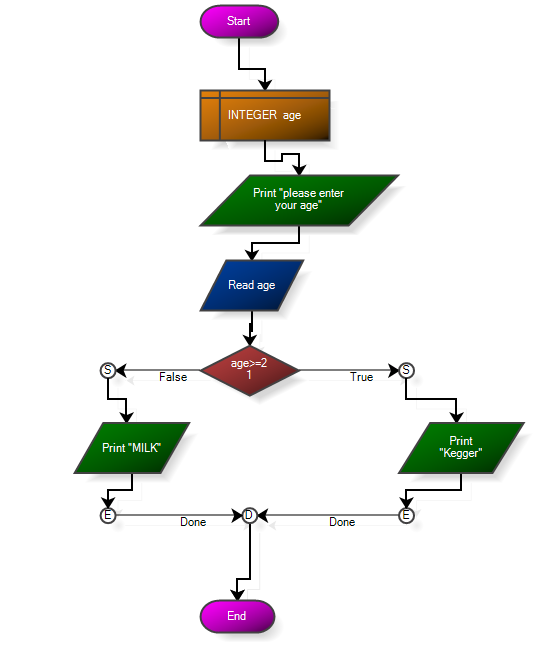 Start
INTEGER age
Print "please enter
your age"
Read age
age>=2
1
S
False
True
S
Print "MILK"
Print
"Kegger"
E
Done
D
Done
E
End